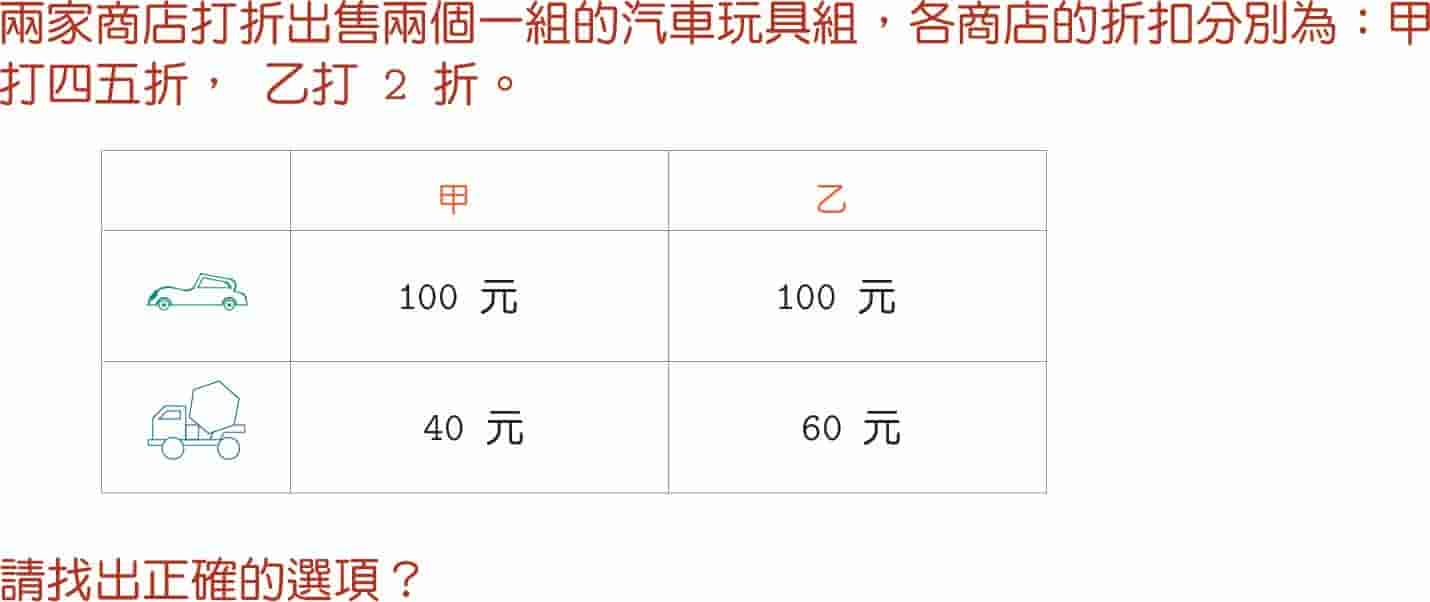 兩家商店打折出售兩個一組的汽車玩具組，各商店的折扣分別為：甲
打四五折， 乙打 2 折。
甲 乙
100 元 100 元
40 元 60 元
請找出正確的選項？